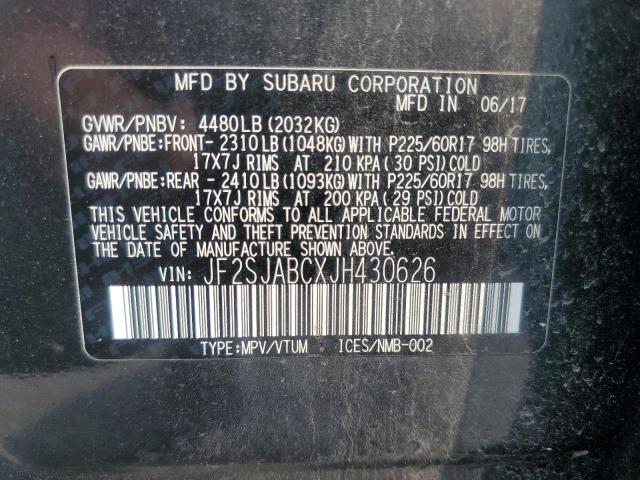 MFD BY SUBARU CORPORATION
MFD IN 06/17
GVWR/PNBV: 4480LB (2032KG)
GAWR/PNBE:FRONT- 2310LB (1048KG)WITH P225/60R17 98H TIRES,
17X7J RIMS AT 210 KPA ( 30 PSI) COLD
GAWR/PNBE:REAR - 2410LB (1093KG)WITH P225/60R17 98H TIRES,
17X7J RIMS AT 200 KPA ( 29 PSI) COLD
THIS VEHICLE CONFORMS TO ALL APPLICABLE FEDERAL MOTOR
VEHICLE SAFETY AND THEFT PREVENTION STANDARDS IN EFFECT ON
THE DATE OF MANUFACTURE SHOWN ABOVE.
VIN: JF2SJABCXJH430626
TYPE:MPV/VTUM ICES/NMB-002